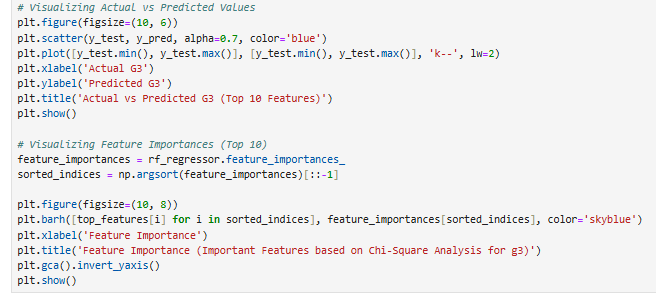 # Visualizing Actual vs Predicted Values
plt.figure(figsize=(10, 6))
plt.scatter(y_test, y_pred, alpha=0.7, color='blue')
plt.plot([y_test.min(), y_test.max()], [y_test.min(), y_test.max()], 'k--', lw=2)
plt.xlabel('Actual G3')
plt.ylabel('Predicted G3')
plt.title('Actual vs Predicted G3 (Top 10 Features)')
plt.show()

# Visualizing Feature Importances (Top 10)
feature_importances = rf_regressor.feature_importances_
sorted_indices = np.argsort(feature_importances)[::-1]

plt.figure(figsize=(10, 8))
plt.barh([top_features[i] for i in sorted_indices], feature_importances[sorted_indices], color='skyblue')
plt.xlabel('Feature Importance')
plt.title('Feature Importance (Important Features based on Chi-Square Analysis for g3)')
plt.gca().invert_yaxis()
plt.show()